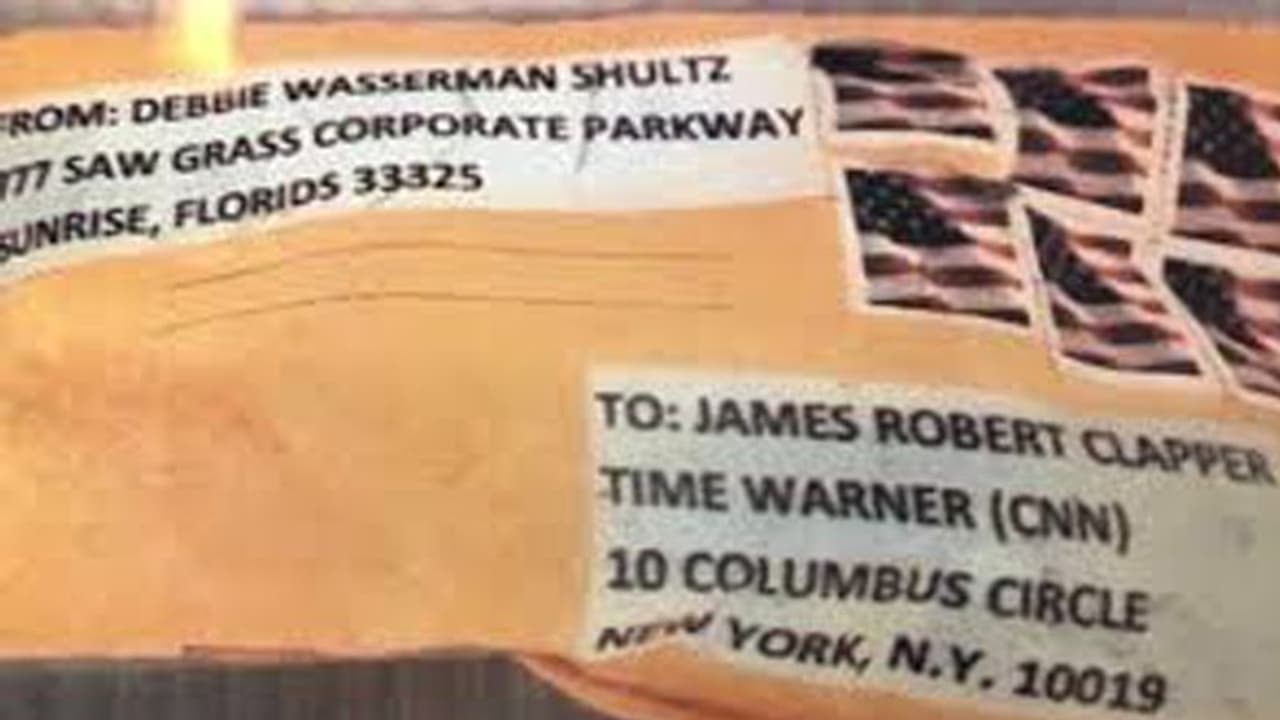 FROM: DEBBIE WASSERMAN SHULTZ
777 SAW GRASS CORPORATE PARKWAY
SUNRISE, FLORIDS 33325
TO: JAMES ROBERT CLAPPER
TIME WARNER (CNN)
10 COLUMBUS CIRCLE
NEW YORK, N.Y. 10019